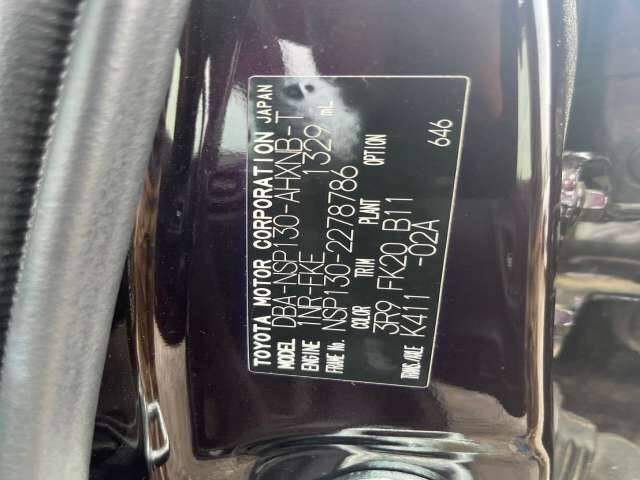 TOYOTA MOTOR CORPORATION JAPAN
MODEL DBA-NSP130-AHXNB-T
ENGINE 1NR-FKE 1329 mL
FRAME No. NSP130-2278786
COLOR TRIM PLANT OPTION
3R9 FK20 B11
TRANS./AXLE K411 -02A 646